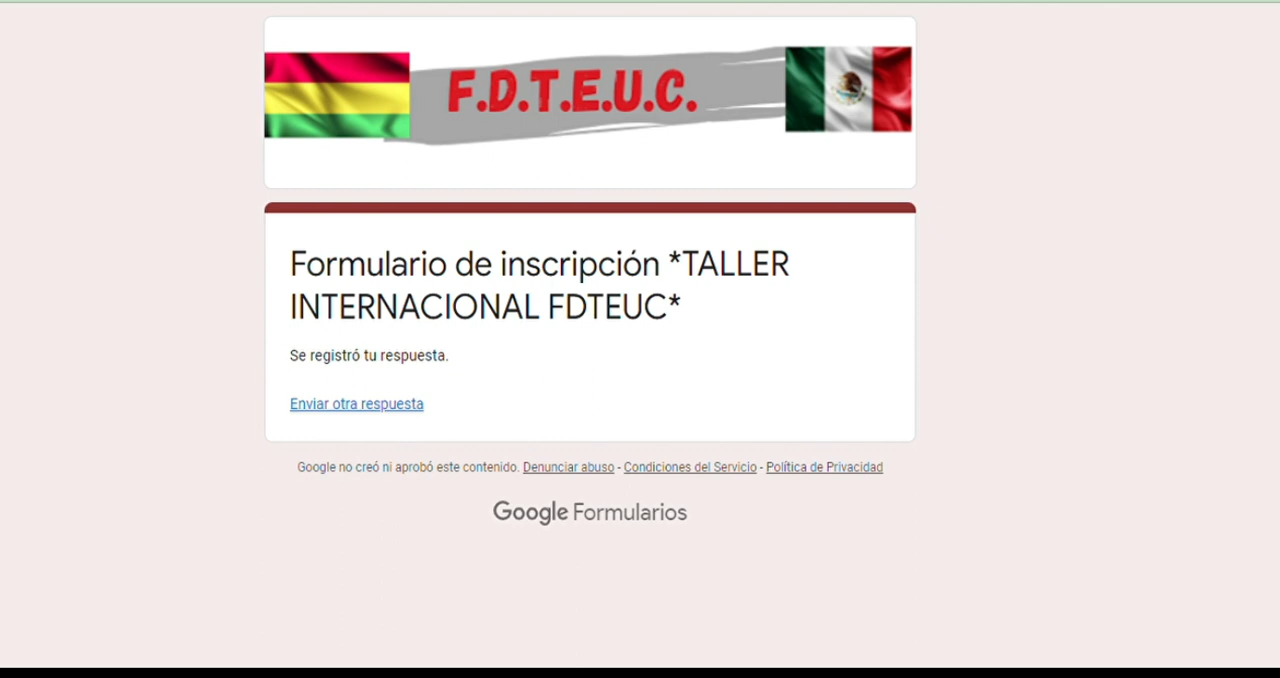 F.D.T.E.U.C.
Formulario de inscripción *TALLER
INTERNACIONAL FDTEUC*
Se registró tu respuesta.
Enviar otra respuesta
Google no creó ni aprobó este contenido. Denunciar abuso - Condiciones del Servicio - Política de Privacidad
Google Formularios